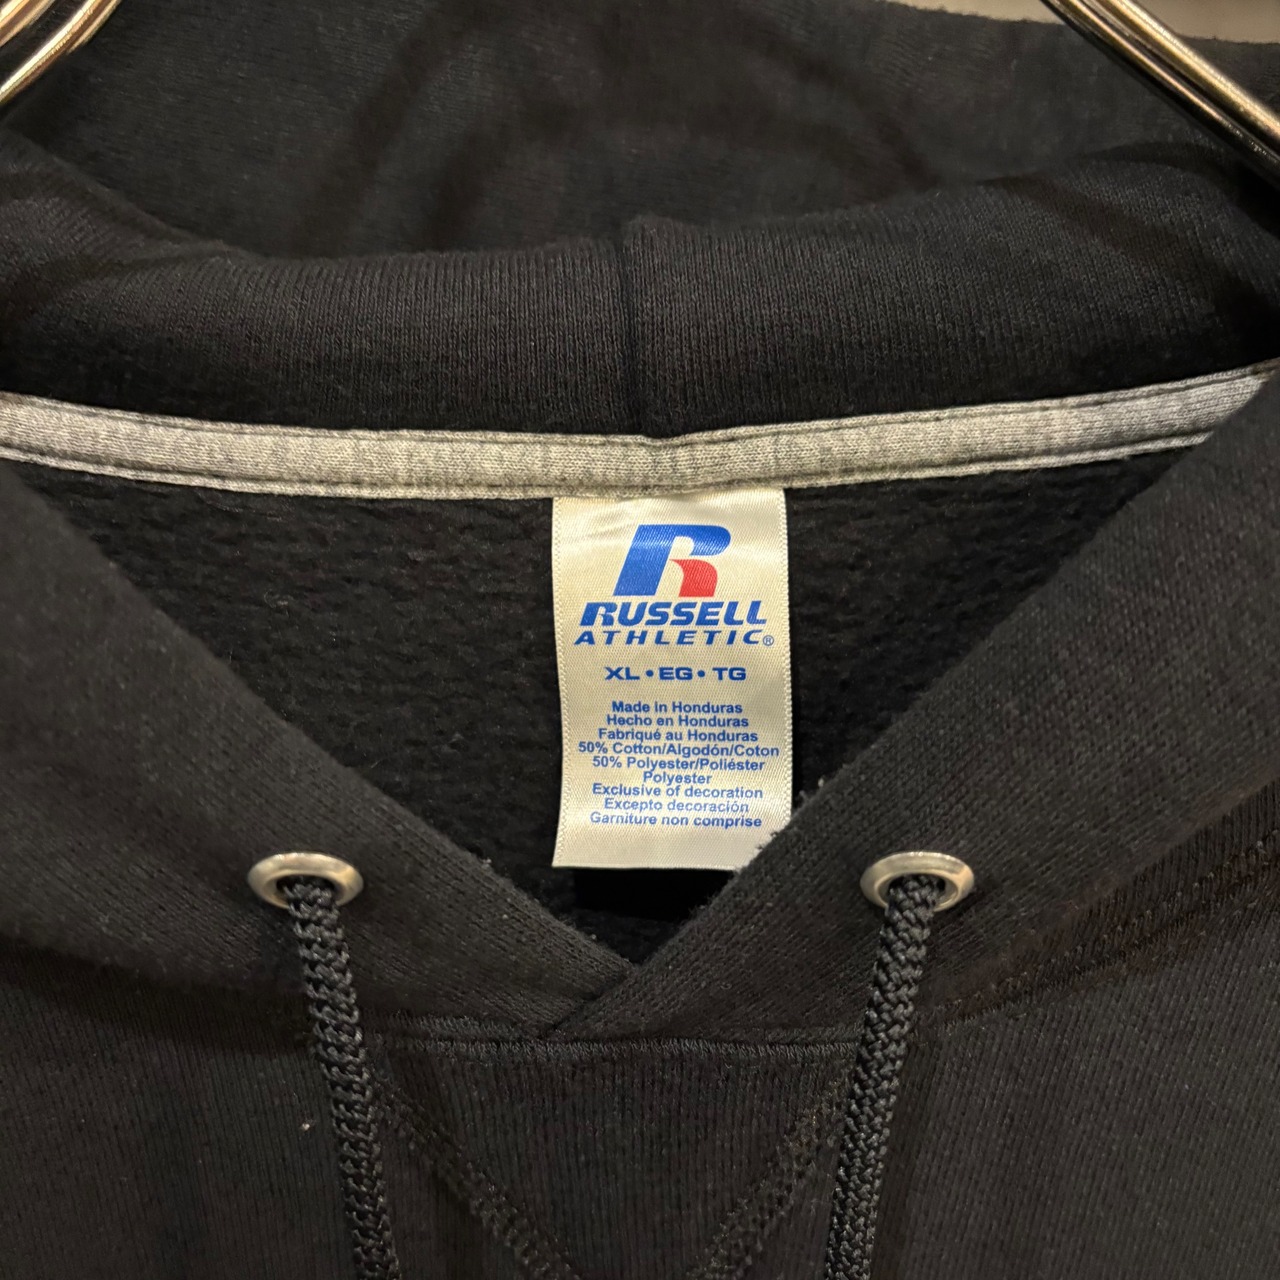 R
RUSSELL
ATHLETIC®
XL • EG • TG
Made in Honduras
Hecho en Honduras
Fabriqué au Honduras
50% Cotton/Algodón/Coton
50% Polyester/Poliéster
Polyester
Exclusive of decoration
Excepto decoración
Garniture non comprise